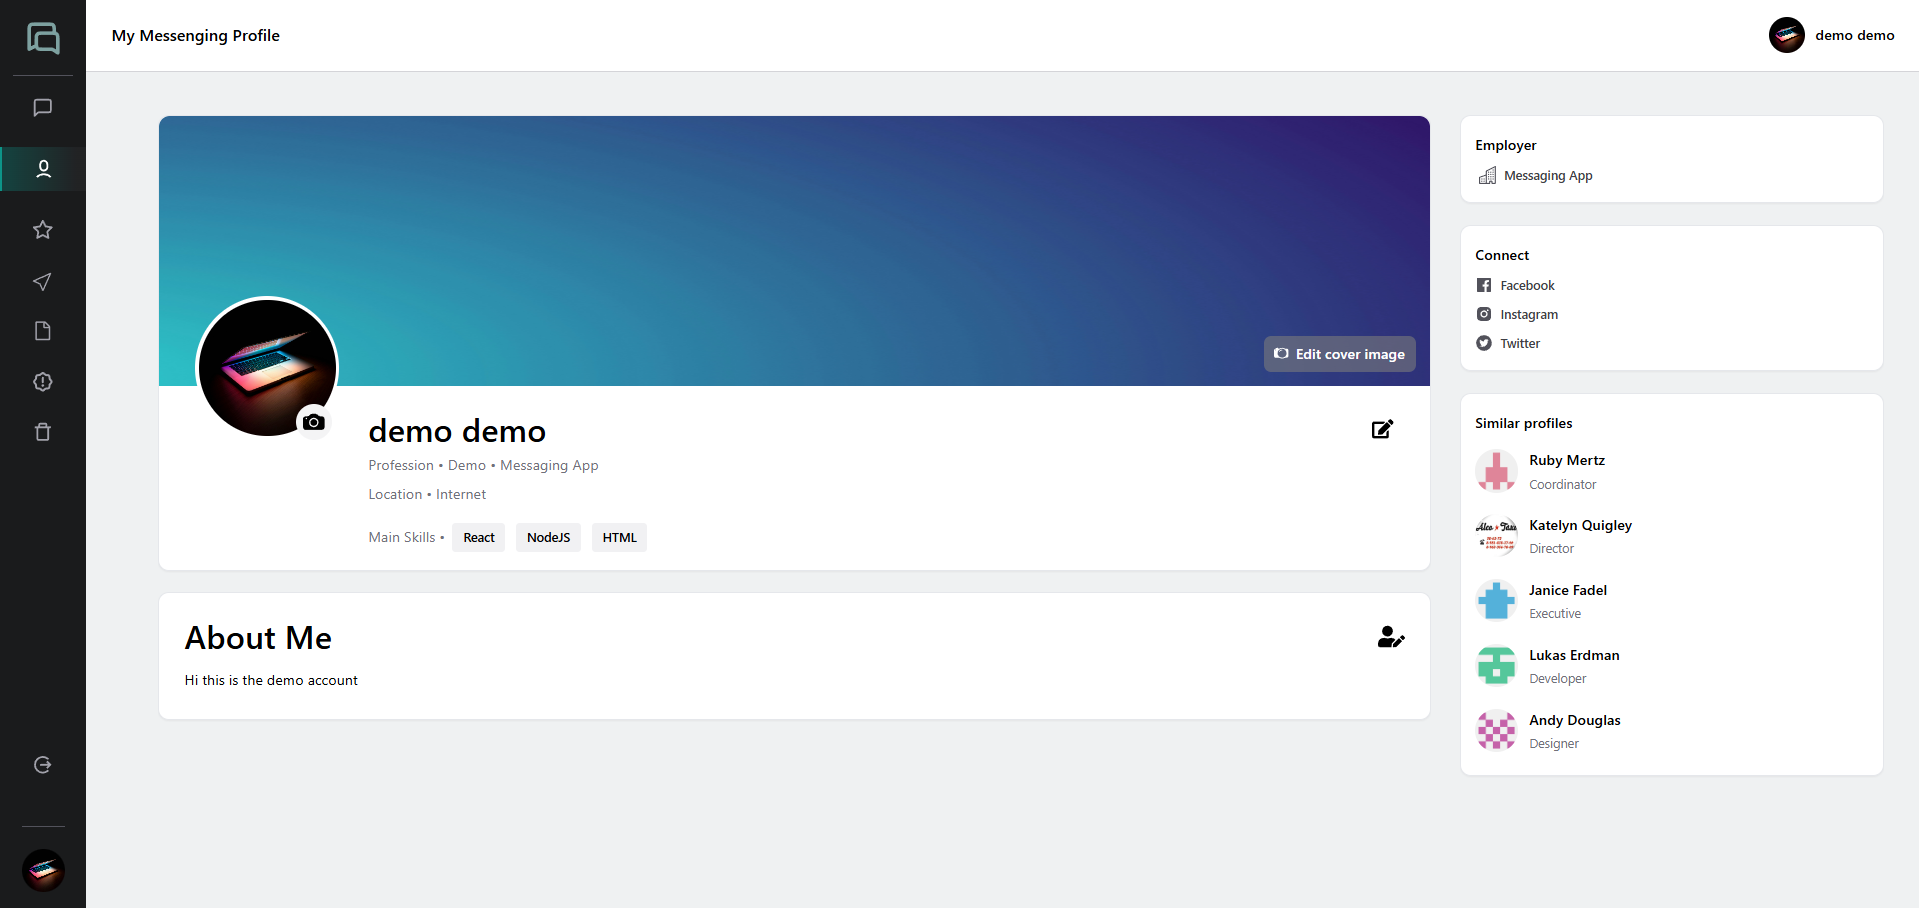 My Messenging Profile
demo demo
Edit cover image
demo demo
Profession • Demo • Messaging App
Location • Internet
Main Skills • React NodeJS HTML
About Me
Hi this is the demo account
Employer
Messaging App
Connect
Facebook
Instagram
Twitter
Similar profiles
Ruby Mertz
Coordinator
Katelyn Quigley
Director
Janice Fadel
Executive
Lukas Erdman
Developer
Andy Douglas
Designer